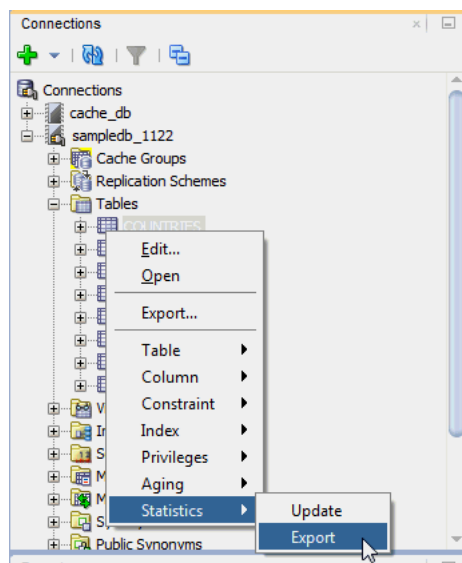 Connections
Connections
cache_db
sampledb_1122
Cache Groups
Replication Schemes
Tables
COUNTRIES
Edit...
Open
Export...
Table
Column
Constraint
Index
Privileges
Aging
Statistics
Update
Export
Public Synonyms